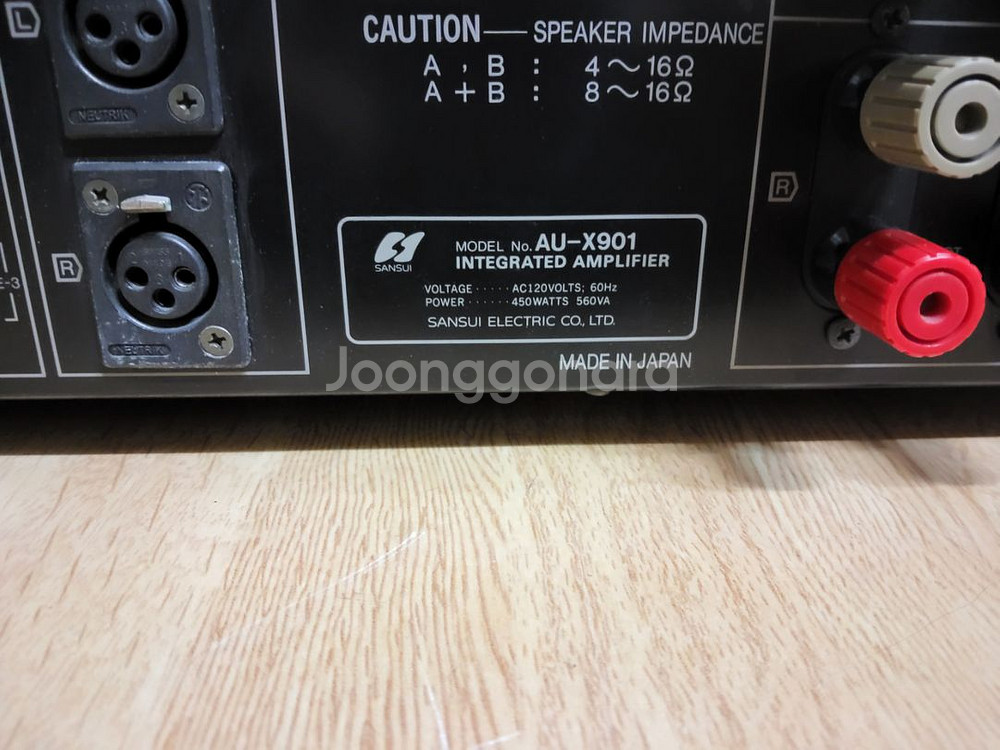 L
CAUTION — SPEAKER IMPEDANCE
A , B : 4～16Ω
A + B : 8～16Ω
NEUTRIK
R
R
SANSUI
MODEL No. AU-X901
INTEGRATED AMPLIFIER
VOLTAGE ····· AC120VOLTS; 60Hz
POWER ······ 450WATTS 560VA
SANSUI ELECTRIC CO., LTD.
E-3
NEUTRIK
MADE IN JAPAN
Joonggonara